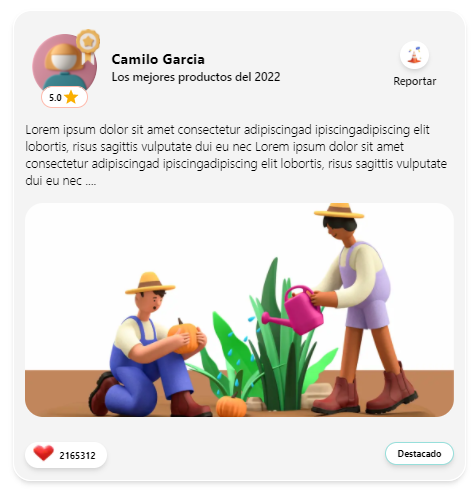 Camilo Garcia
Los mejores productos del 2022
Reportar
5.0
Lorem ipsum dolor sit amet consectetur adipiscingad ipiscingadipiscing elit
lobortis, risus sagittis vulputate dui eu nec Lorem ipsum dolor sit amet
consectetur adipiscingad ipiscingadipiscing elit lobortis, risus sagittis vulputate
dui eu nec ....
2165312
Destacado